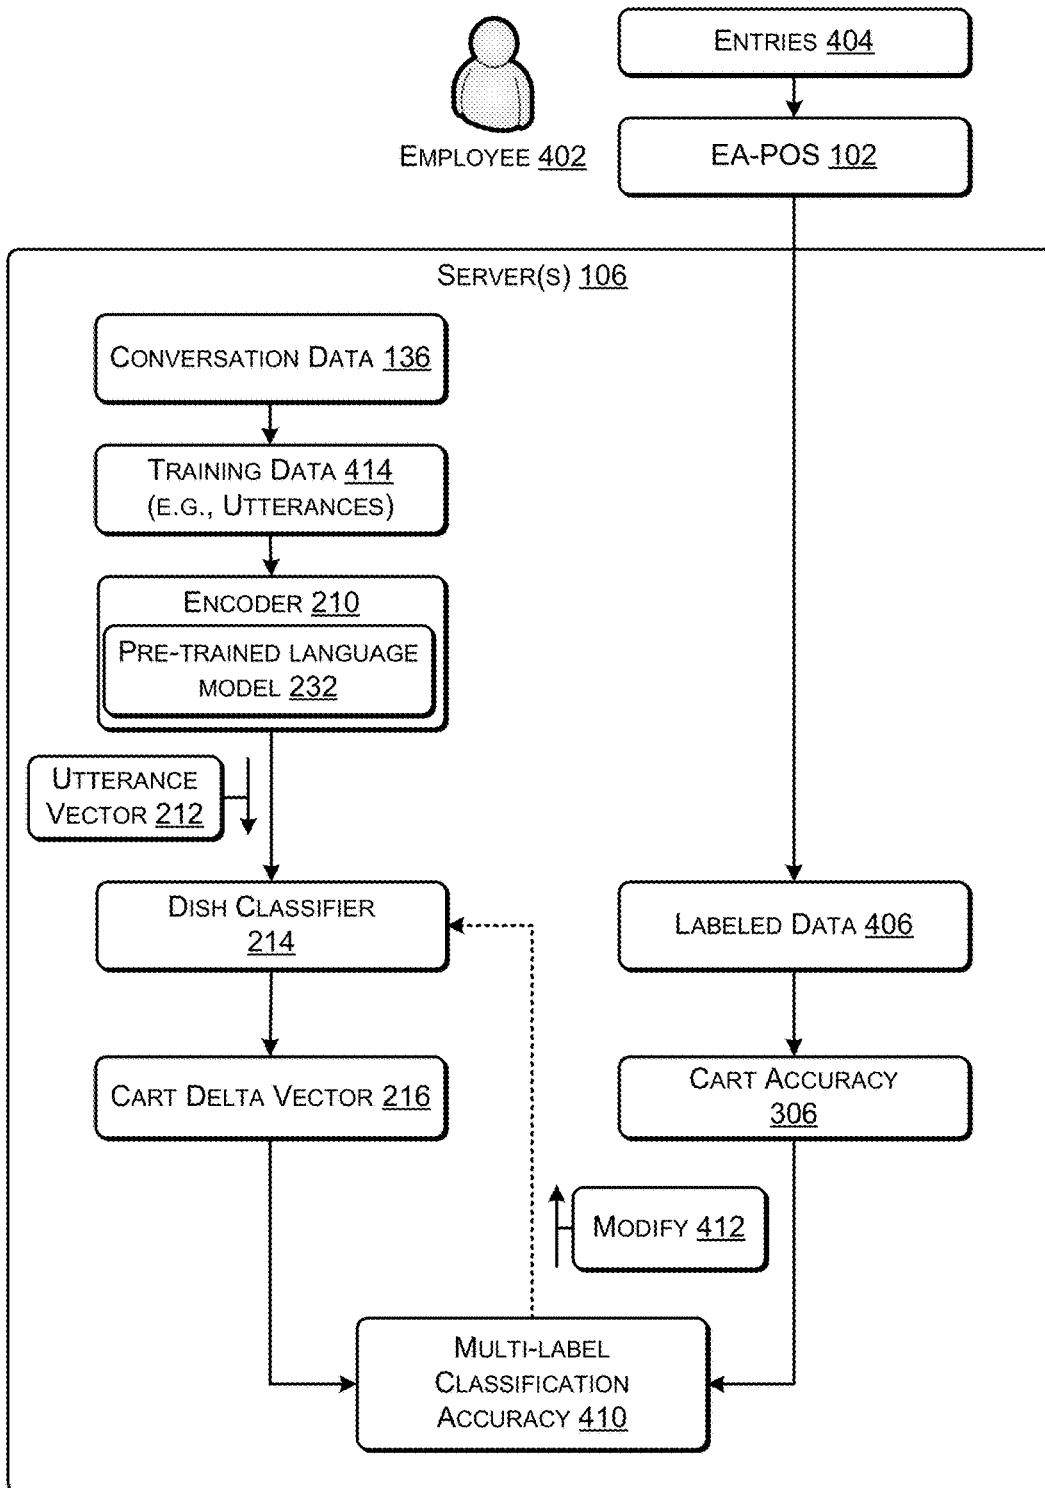 ENTRIES 404
EMPLOYEE 402
EA-POS 102
SERVER(S) 106
CONVERSATION DATA 136
TRAINING DATA 414
(E.G., UTTERANCES)
ENCODER 210
PRE-TRAINED LANGUAGE
MODEL 232
UTTERANCE
VECTOR 212
DISH CLASSIFIER
214
LABELED DATA 406
CART DELTA VECTOR 216
CART ACCURACY
306
MODIFY 412
MULTI-LABEL
CLASSIFICATION
ACCURACY 410